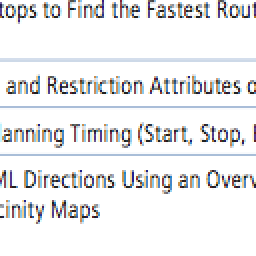 tops to Find the Fastest Rout
and Restriction Attributes o
lanning Timing (Start, Stop,
ML Directions Using an Overv
cinity Maps